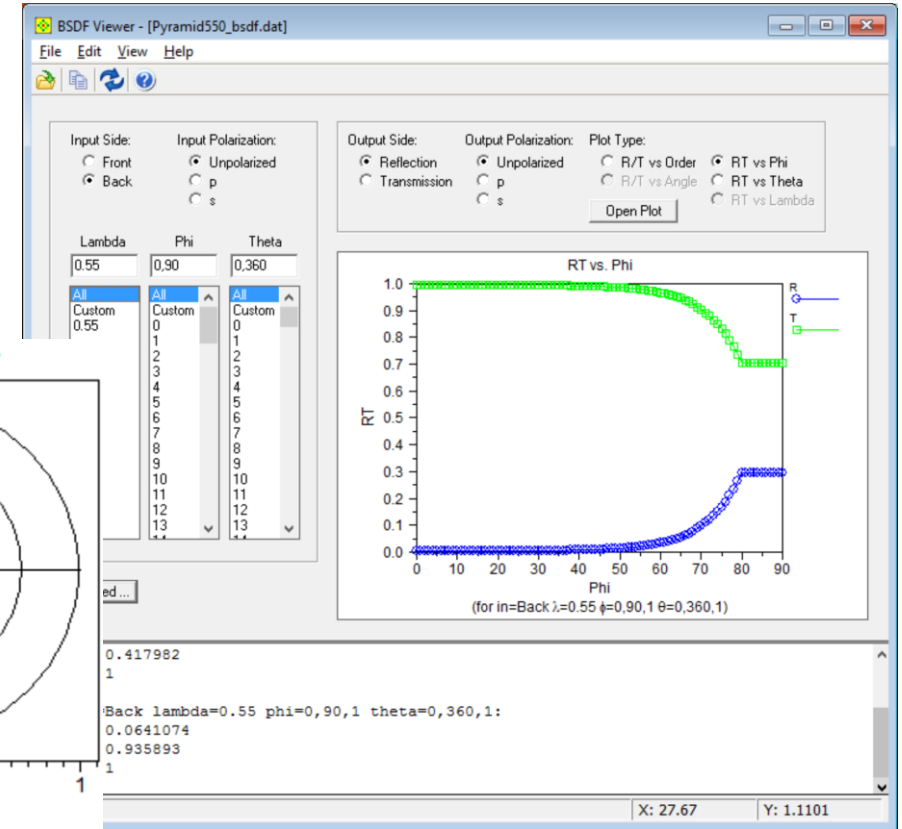 BSDF Viewer - [Pyramid550_bsdf.dat]
File Edit View Help
Input Side: Input Polarization:
Front Unpolarized
Back p
s
Output Side: Output Polarization: Plot Type:
Reflection Unpolarized R/T vs Order RT vs Phi
Transmission p R/T vs Angle RT vs Theta
s RT vs Lambda
Open Plot
Lambda Phi Theta
0.55 0,90 0,360
All All All
Custom Custom Custom
0.55 0 0
1 1
2 2
3 3
4 4
5 5
6 6
7 7
8 8
9 9
10 10
11 11
12 12
13 13
RT vs. Phi
R
T
1.0
0.9
0.8
0.7
0.6
0.5
0.4
0.3
0.2
0.1
0.0
RT
0 10 20 30 40 50 60 70 80 90
Phi
(for in=Back λ=0.55 ϕ=0,90,1 θ=0,360,1)
ed ...
0.417982
1
=Back lambda=0.55 phi=0,90,1 theta=0,360,1:
0.0641074
0.935893
1
1
X: 27.67 Y: 1.1101